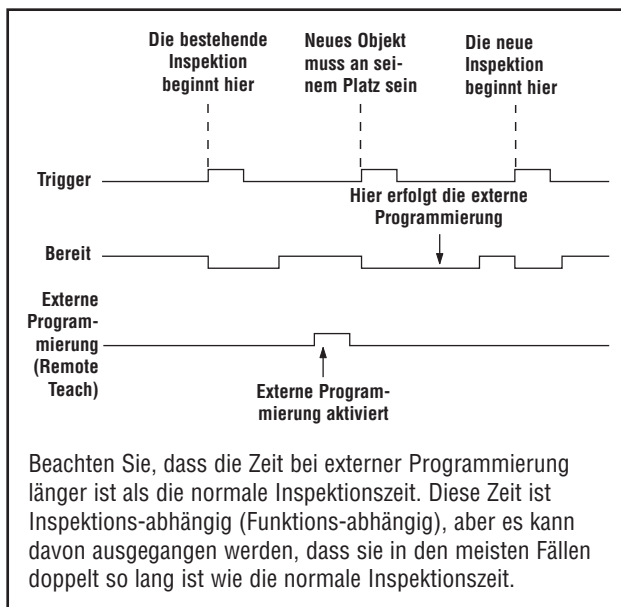 Die bestehende
Inspektion
beginnt hier
Neues Objekt
muss an sei-
nem Platz sein
Die neue
Inspektion
beginnt hier
Trigger
Hier erfolgt die externe
Programmierung
Bereit
Externe
Program-
mierung
(Remote
Teach)
Externe Program-
mierung aktiviert
Beachten Sie, dass die Zeit bei externer Programmierung
länger ist als die normale Inspektionszeit. Diese Zeit ist
Inspektions-abhängig (Funktions-abhängig), aber es kann
davon ausgegangen werden, dass sie in den meisten Fällen
doppelt so lang ist wie die normale Inspektionszeit.